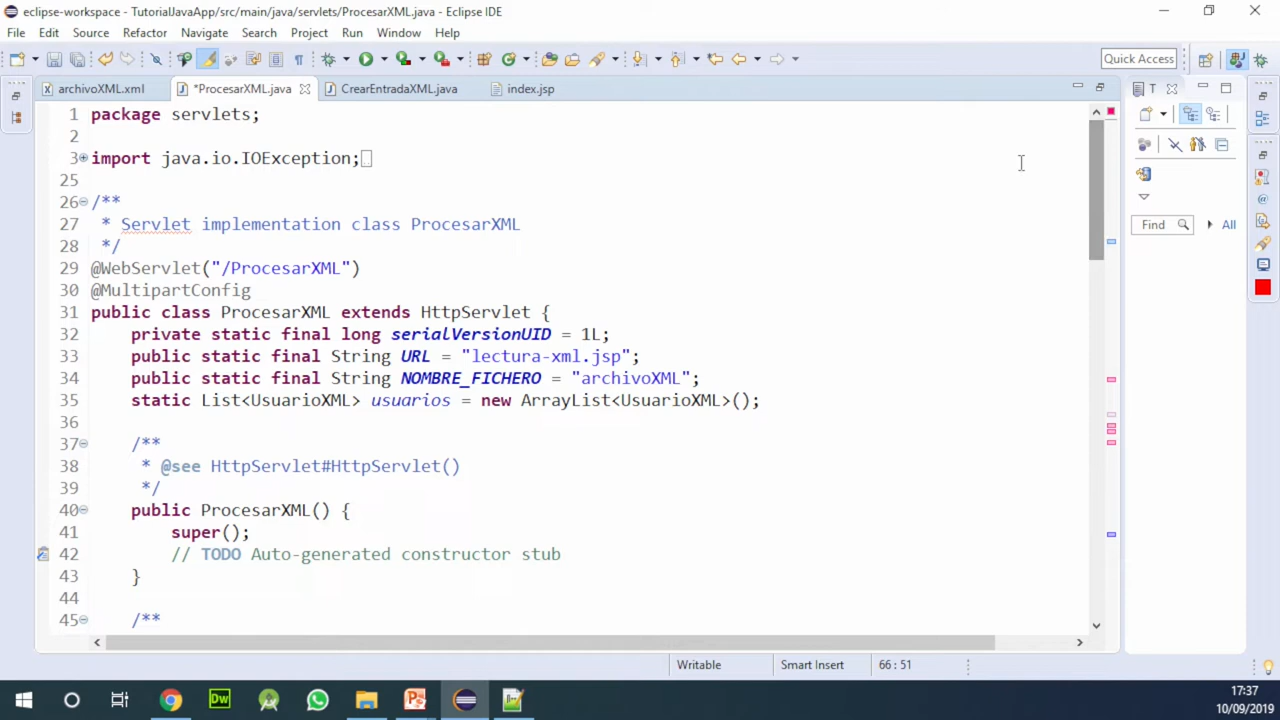 eclipse-workspace - TutorialJavaApp/src/main/java/servlets/ProcesarXML.java - Eclipse IDE
File Edit Source Refactor Navigate Search Project Run Window Help
Quick Access
archivoXML.xml *ProcesarXML.java CrearEntradaXML.java index.jsp T
1 package servlets;
2
3 import java.io.IOException;
25
26 /**
27 * Servlet implementation class ProcesarXML
28 */
29 @WebServlet("/ProcesarXML")
30 @MultipartConfig
31 public class ProcesarXML extends HttpServlet {
32 private static final long serialVersionUID = 1L;
33 public static final String URL = "lectura-xml.jsp";
34 public static final String NOMBRE_FICHERO = "archivoXML";
35 static List<UsuarioXML> usuarios = new ArrayList<UsuarioXML>();
36
37 /**
38 * @see HttpServlet#HttpServlet()
39 */
40 public ProcesarXML() {
41 super();
42 // TODO Auto-generated constructor stub
43 }
44
45 /**
Find All
Writable Smart Insert 66 : 51
Dw
17:37
10/09/2019